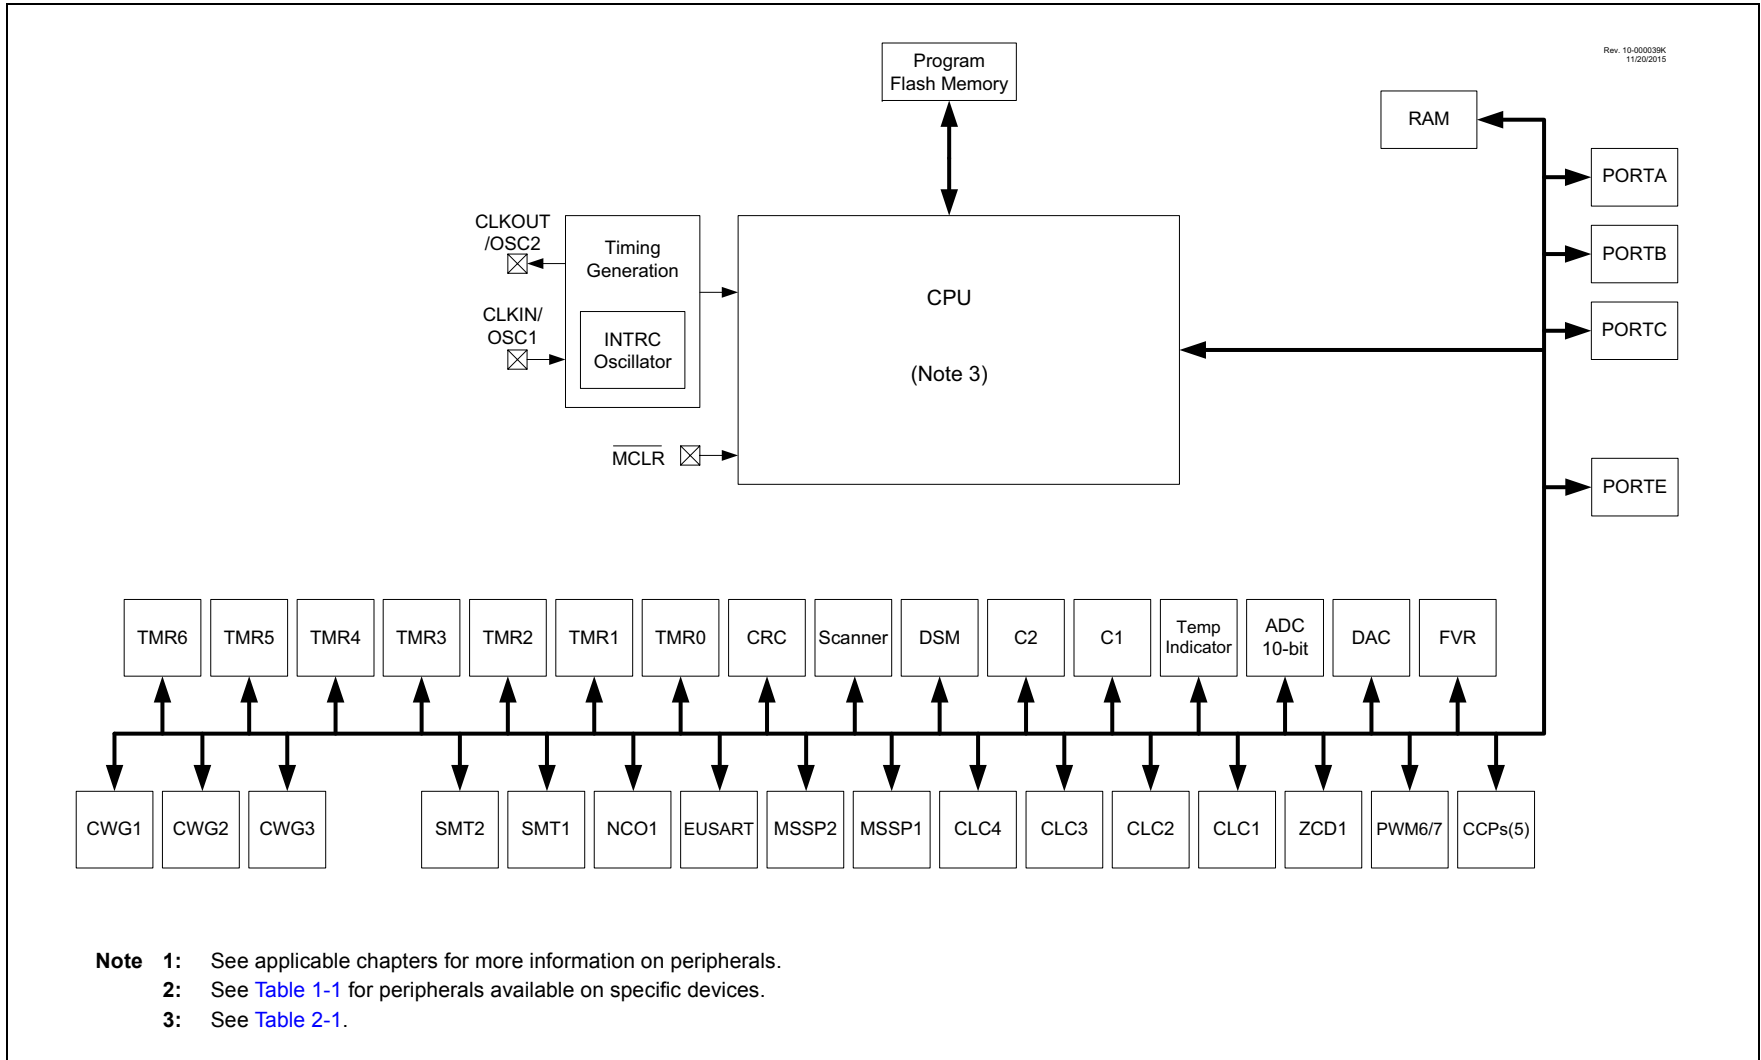 Rev. 10-000039K
11/20/2015
Program
Flash Memory
RAM
PORTA
PORTB
PORTC
PORTE
CLKOUT
/OSC2
Timing
Generation
CLKIN/
OSC1
INTRC
Oscillator
MCLR
CPU
(Note 3)
TMR6
TMR5
TMR4
TMR3
TMR2
TMR1
TMR0
CRC
Scanner
DSM
C2
C1
Temp
Indicator
ADC
10-bit
DAC
FVR
CWG1
CWG2
CWG3
SMT2
SMT1
NCO1
EUSART
MSSP2
MSSP1
CLC4
CLC3
CLC2
CLC1
ZCD1
PWM6/7
CCPs(5)
Note 1: See applicable chapters for more information on peripherals.
2: See Table 1-1 for peripherals available on specific devices.
3: See Table 2-1.